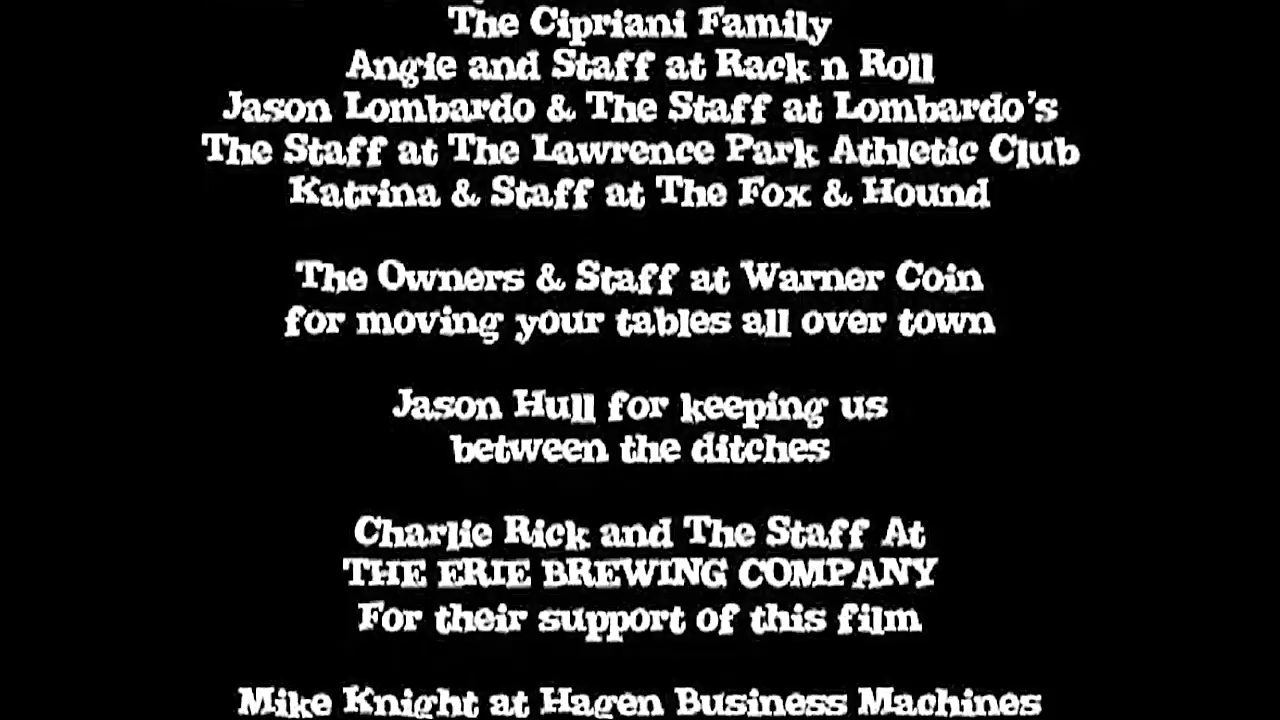 The Cipriani Family
Angie and Staff at Rack n Roll
Jason Lombardo & The Staff at Lombardo's
The Staff at The Lawrence Park Athletic Club
Katrina & Staff at The Fox & Hound
The Owners & Staff at Warner Coin
for moving your tables all over town
Jason Hull for keeping us
between the ditches
Charlie Rick and The Staff At
THE ERIE BREWING COMPANY
For their support of this film
Mike Knight at Hagen Business Machines